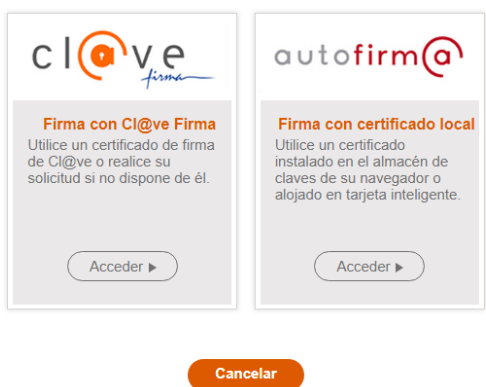 cl@ve
firma
Firma con Cl@ve Firma
Utilice un certificado de firma
de Cl@ve o realice su
solicitud si no dispone de él.
Acceder
autofirm@
Firma con certificado local
Utilice un certificado
instalado en el almacén de
claves de su navegador o
alojado en tarjeta inteligente.
Acceder
Cancelar